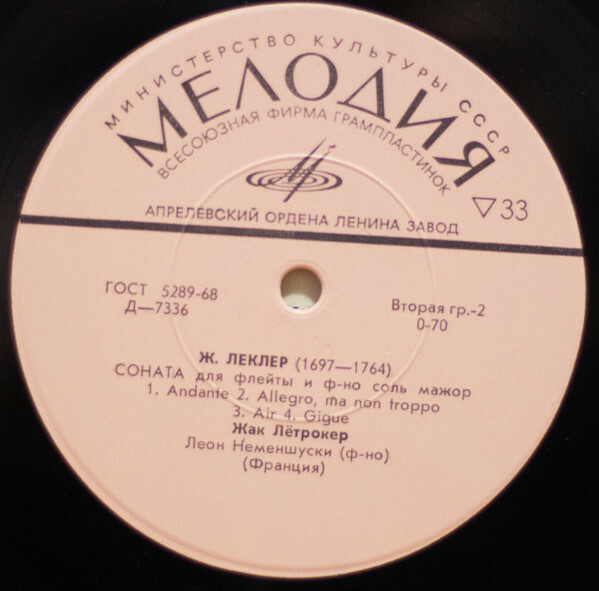 МИНИСТЕРСТВО КУЛЬТУРЫ СССР
МЕЛОДИЯ
ВСЕСОЮЗНАЯ ФИРМА ГРАМПЛАСТИНОК
▽33
АПРЕЛЕВСКИЙ ОРДЕНА ЛЕНИНА ЗАВОД
ГОСТ 5289-68
Д—7336
Вторая гр.-2
0-70
Ж. ЛЕКЛЕР (1697—1764)
СОНАТА для флейты и ф-но соль мажор
1. Andante 2. Allegro, ma non troppo
3. Air 4. Gigue
Жак Лётрокер
Леон Неменшуски (ф-но)
(Франция)